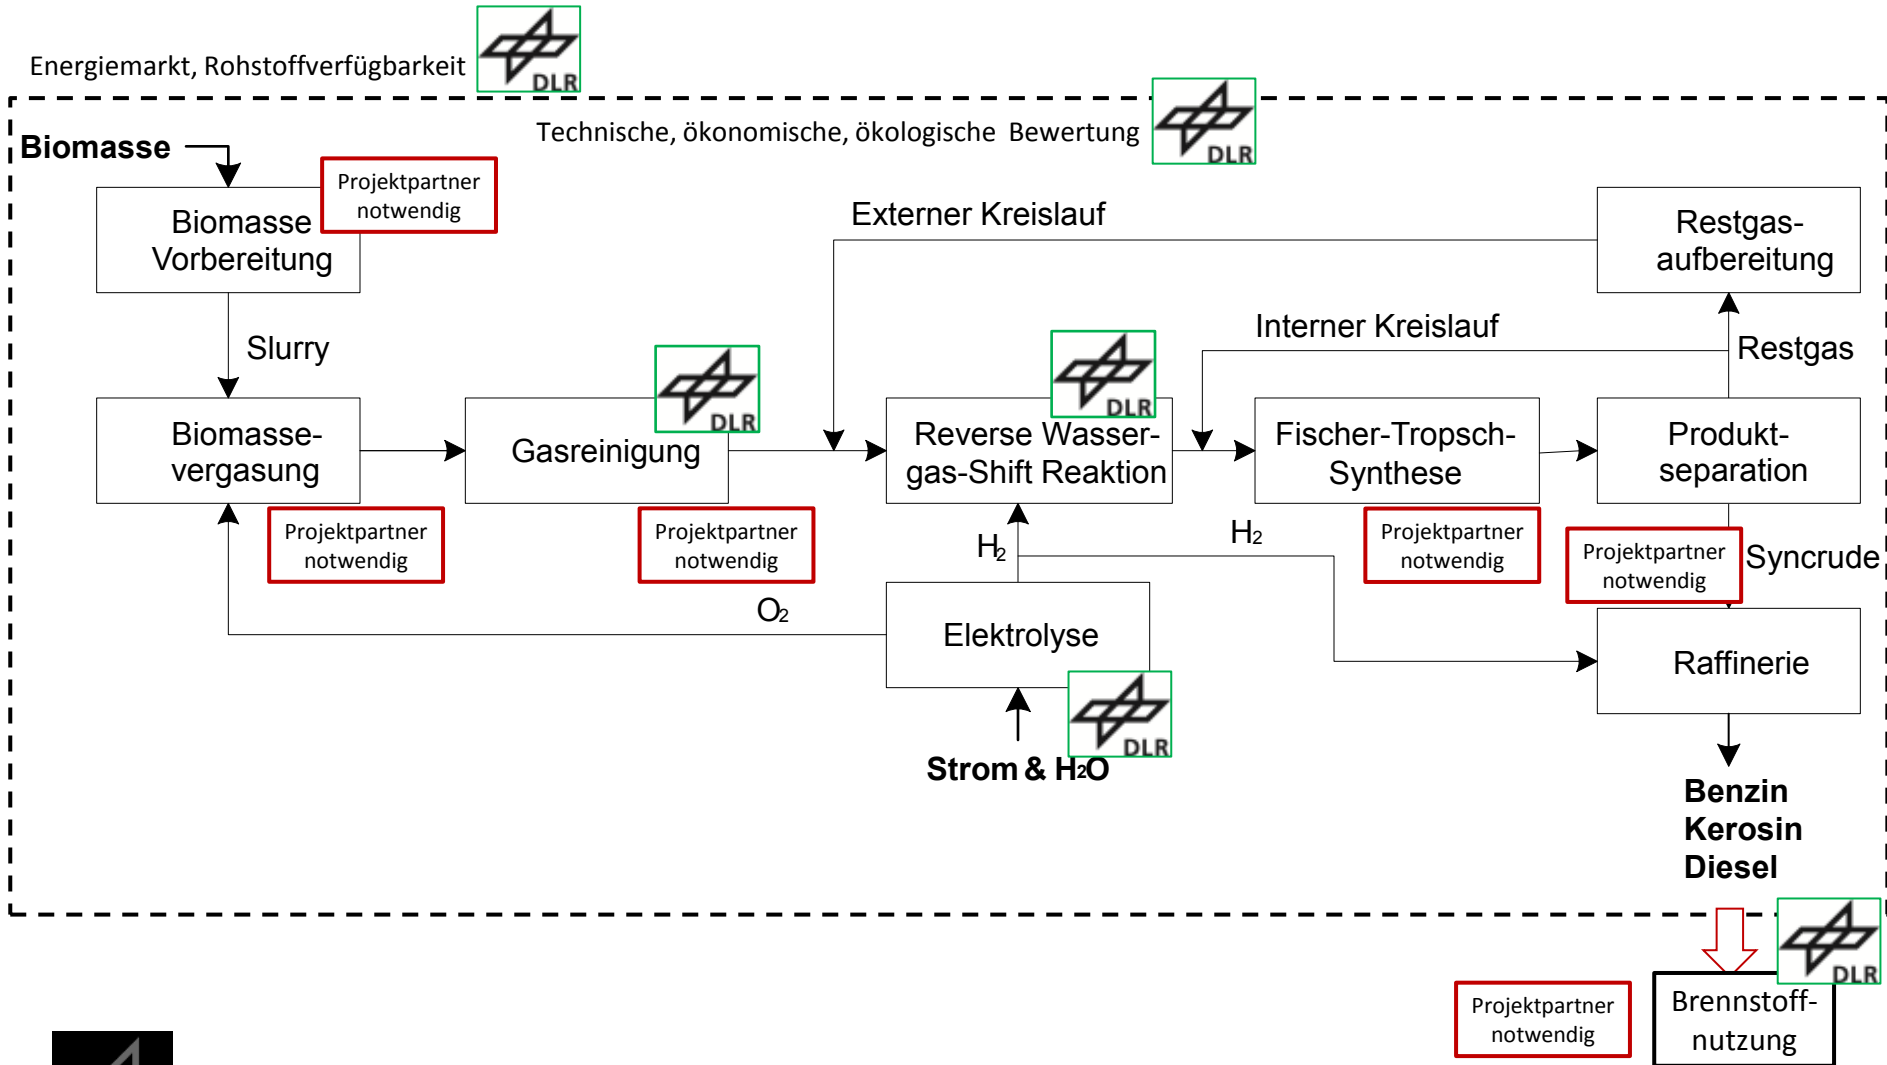 Energiemarkt, Rohstoffverfügbarkeit
DLR
Technische, ökonomische, ökologische Bewertung
DLR
Biomasse
Projektpartner
notwendig
Biomasse
Vorbereitung
Externer Kreislauf
Restgas-
aufbereitung
Slurry
Interner Kreislauf
Restgas
DLR
DLR
Biomasse-
vergasung
Gasreinigung
Reverse Wasser-
gas-Shift Reaktion
Fischer-Tropsch-
Synthese
Produkt-
separation
Projektpartner
notwendig
Projektpartner
notwendig
H2
H2
Projektpartner
notwendig
Projektpartner
notwendig
Syncrude
O2
Elektrolyse
Raffinerie
DLR
Strom & H2O
Benzin
Kerosin
Diesel
DLR
Projektpartner
notwendig
Brennstoff-
nutzung